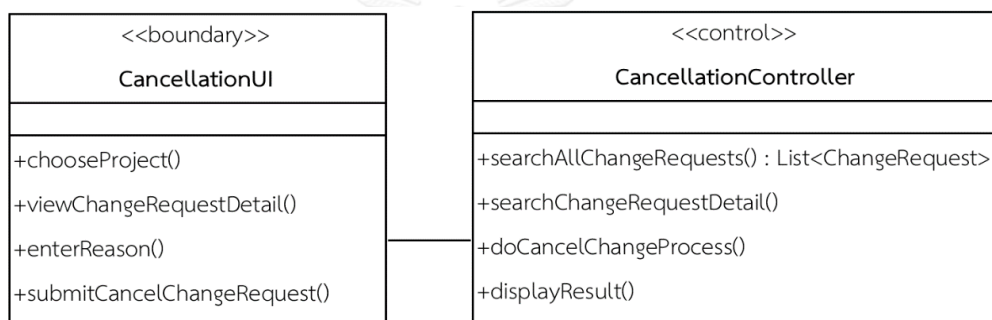 <<boundary>>
CancellationUI
+chooseProject()
+viewChangeRequestDetail()
+enterReason()
+submitCancelChangeRequest()
<<control>>
CancellationController
+searchAllChangeRequests() : List<ChangeRequest>
+searchChangeRequestDetail()
+doCancelChangeProcess()
+displayResult()